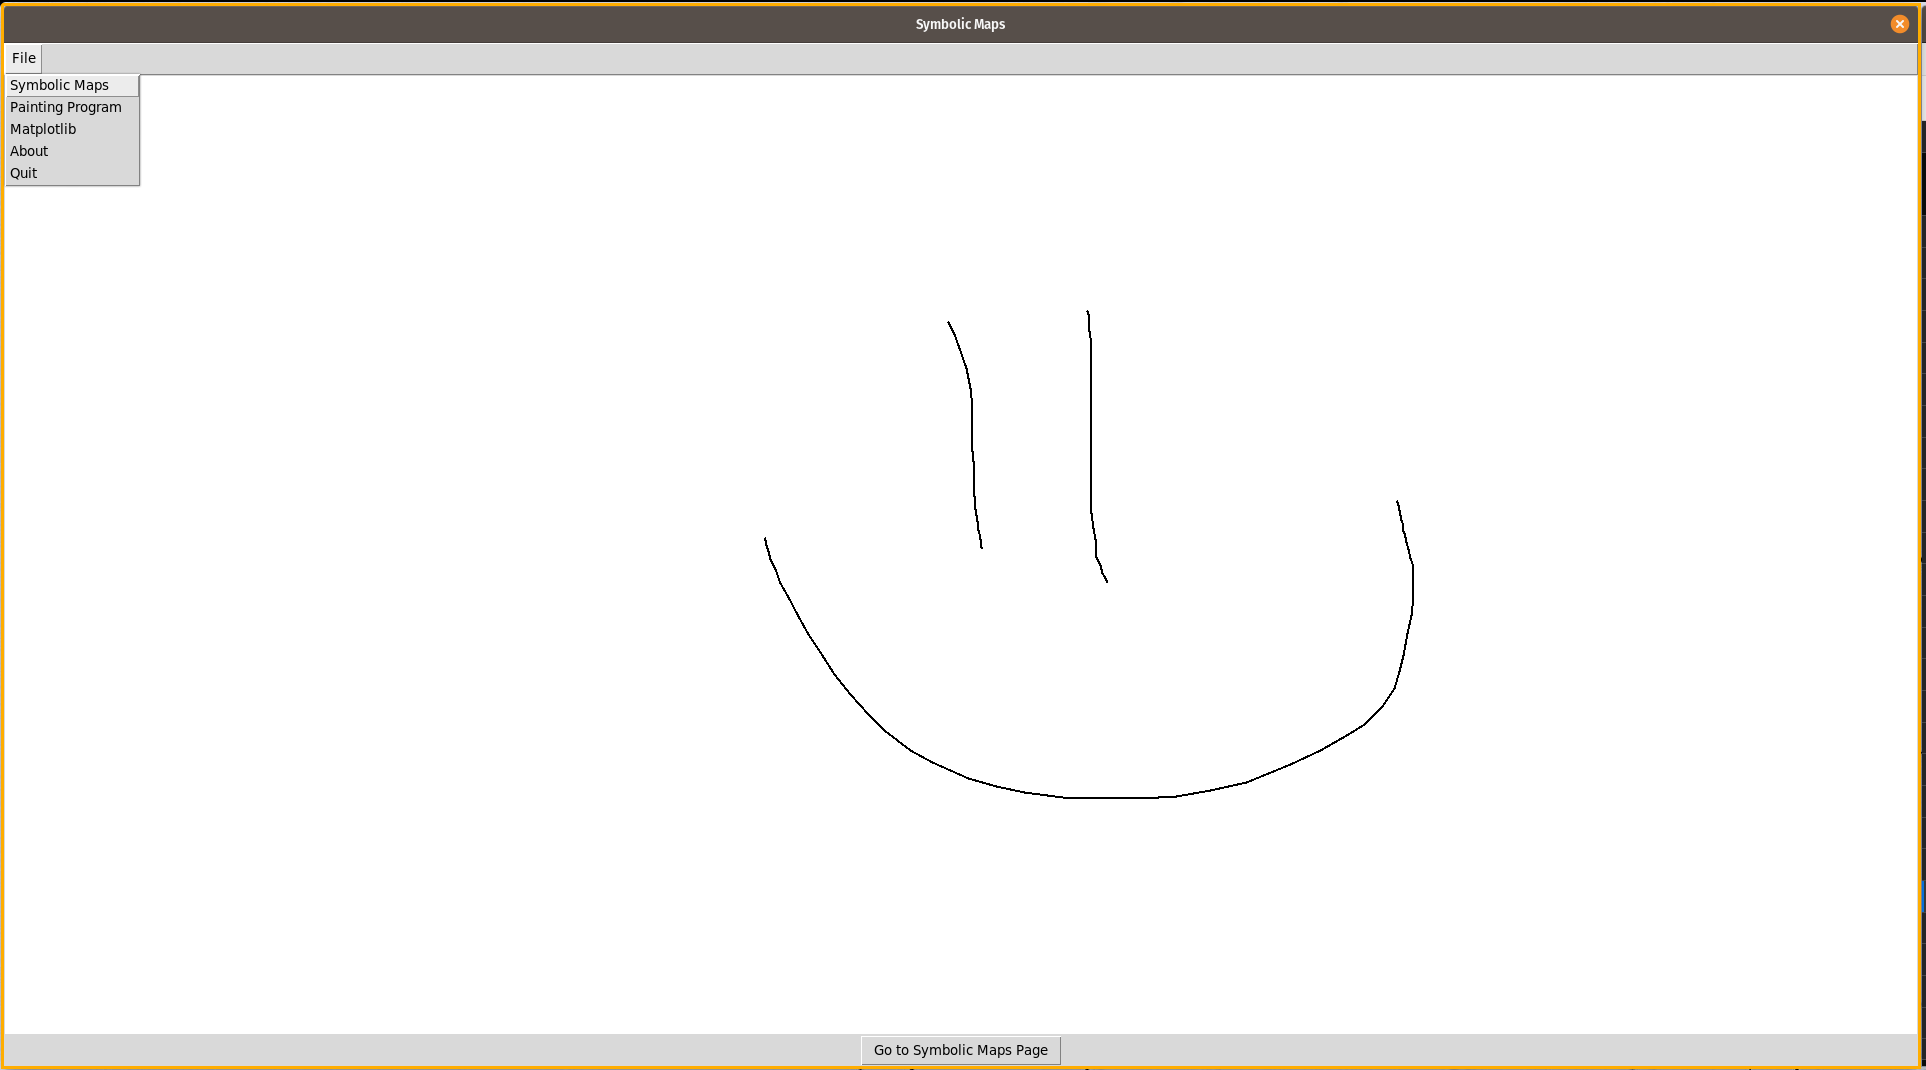 Symbolic Maps
File
Symbolic Maps
Painting Program
Matplotlib
About
Quit
Go to Symbolic Maps Page